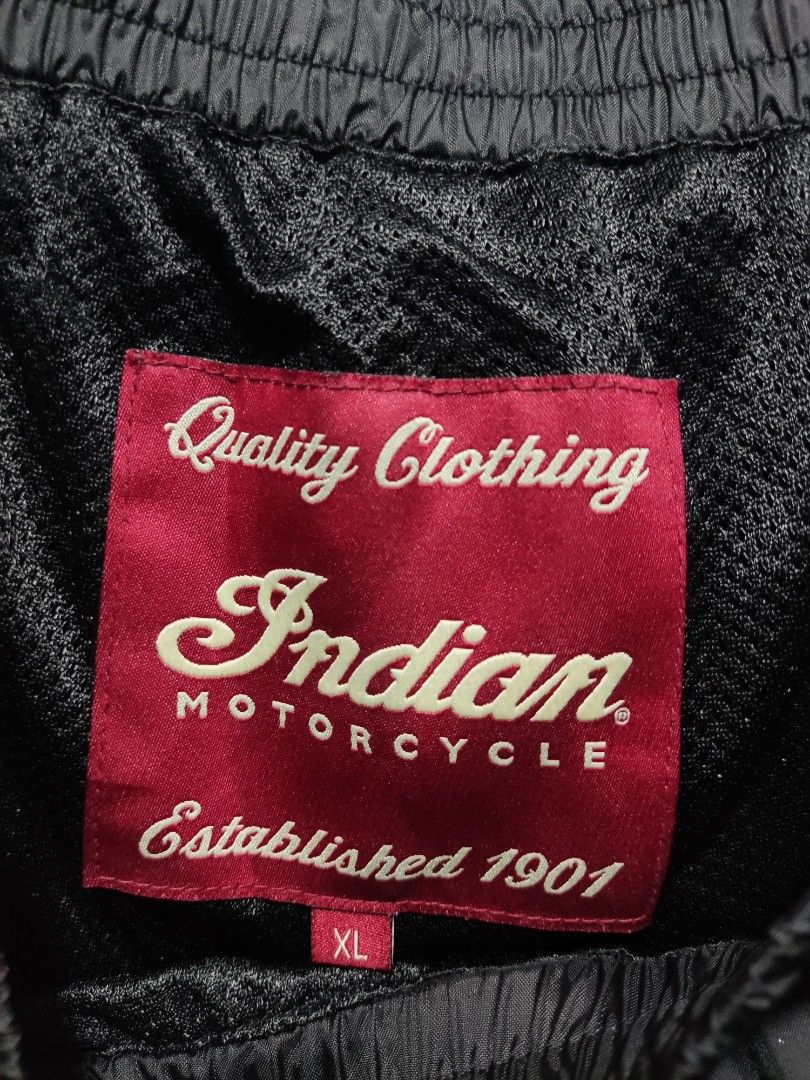 Quality Clothing
Indian®
MOTORCYCLE
Established 1901
XL